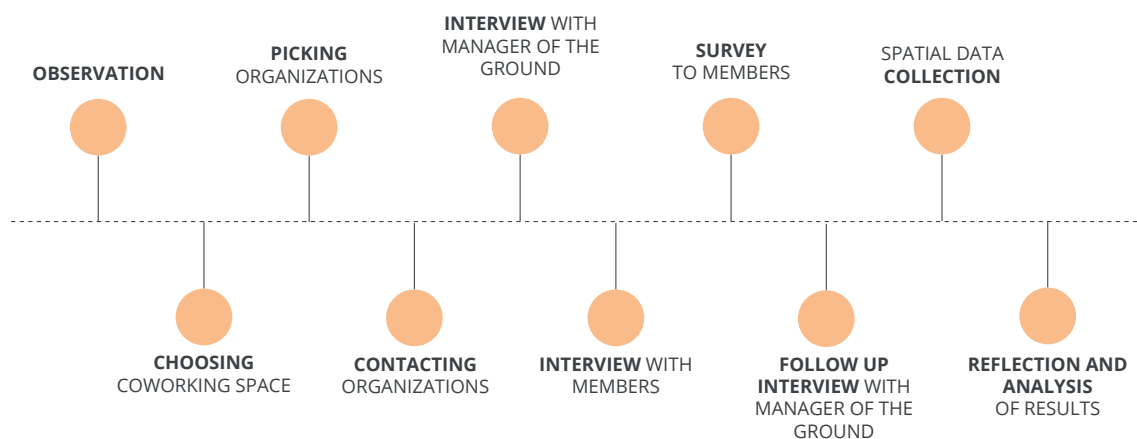 OBSERVATION
CHOOSING
COWORKING SPACE
PICKING
ORGANIZATIONS
CONTACTING
ORGANIZATIONS
INTERVIEW WITH
MANAGER OF THE
GROUND
INTERVIEW WITH
MEMBERS
SURVEY
TO MEMBERS
FOLLOW UP
INTERVIEW WITH
MANAGER OF THE
GROUND
SPATIAL DATA
COLLECTION
REFLECTION AND
ANALYSIS
OF RESULTS